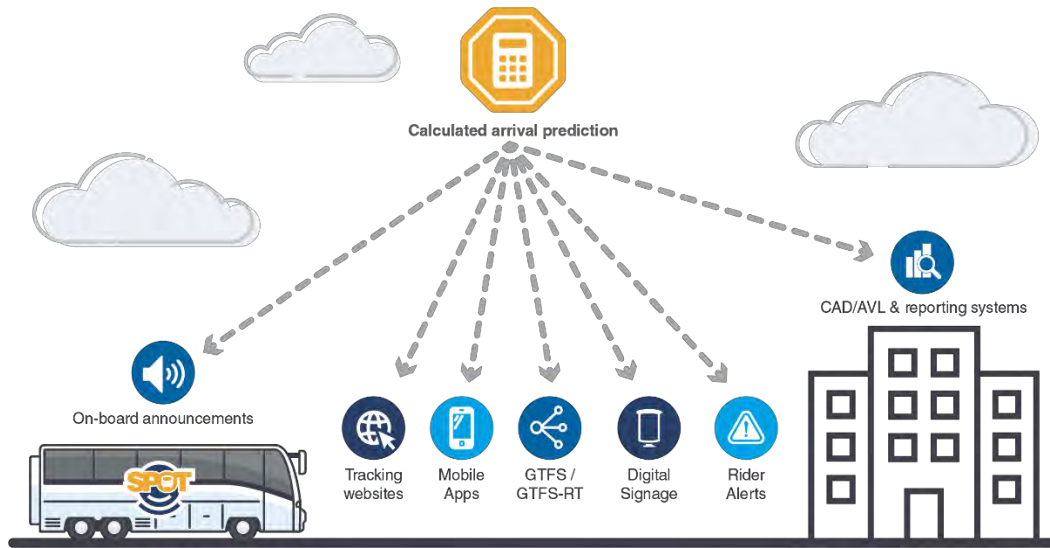 Calculated arrival prediction
CAD/AVL & reporting systems
On-board announcements
SPOT
Tracking
websites
Mobile
Apps
GTFS /
GTFS-RT
Digital
Signage
Rider
Alerts